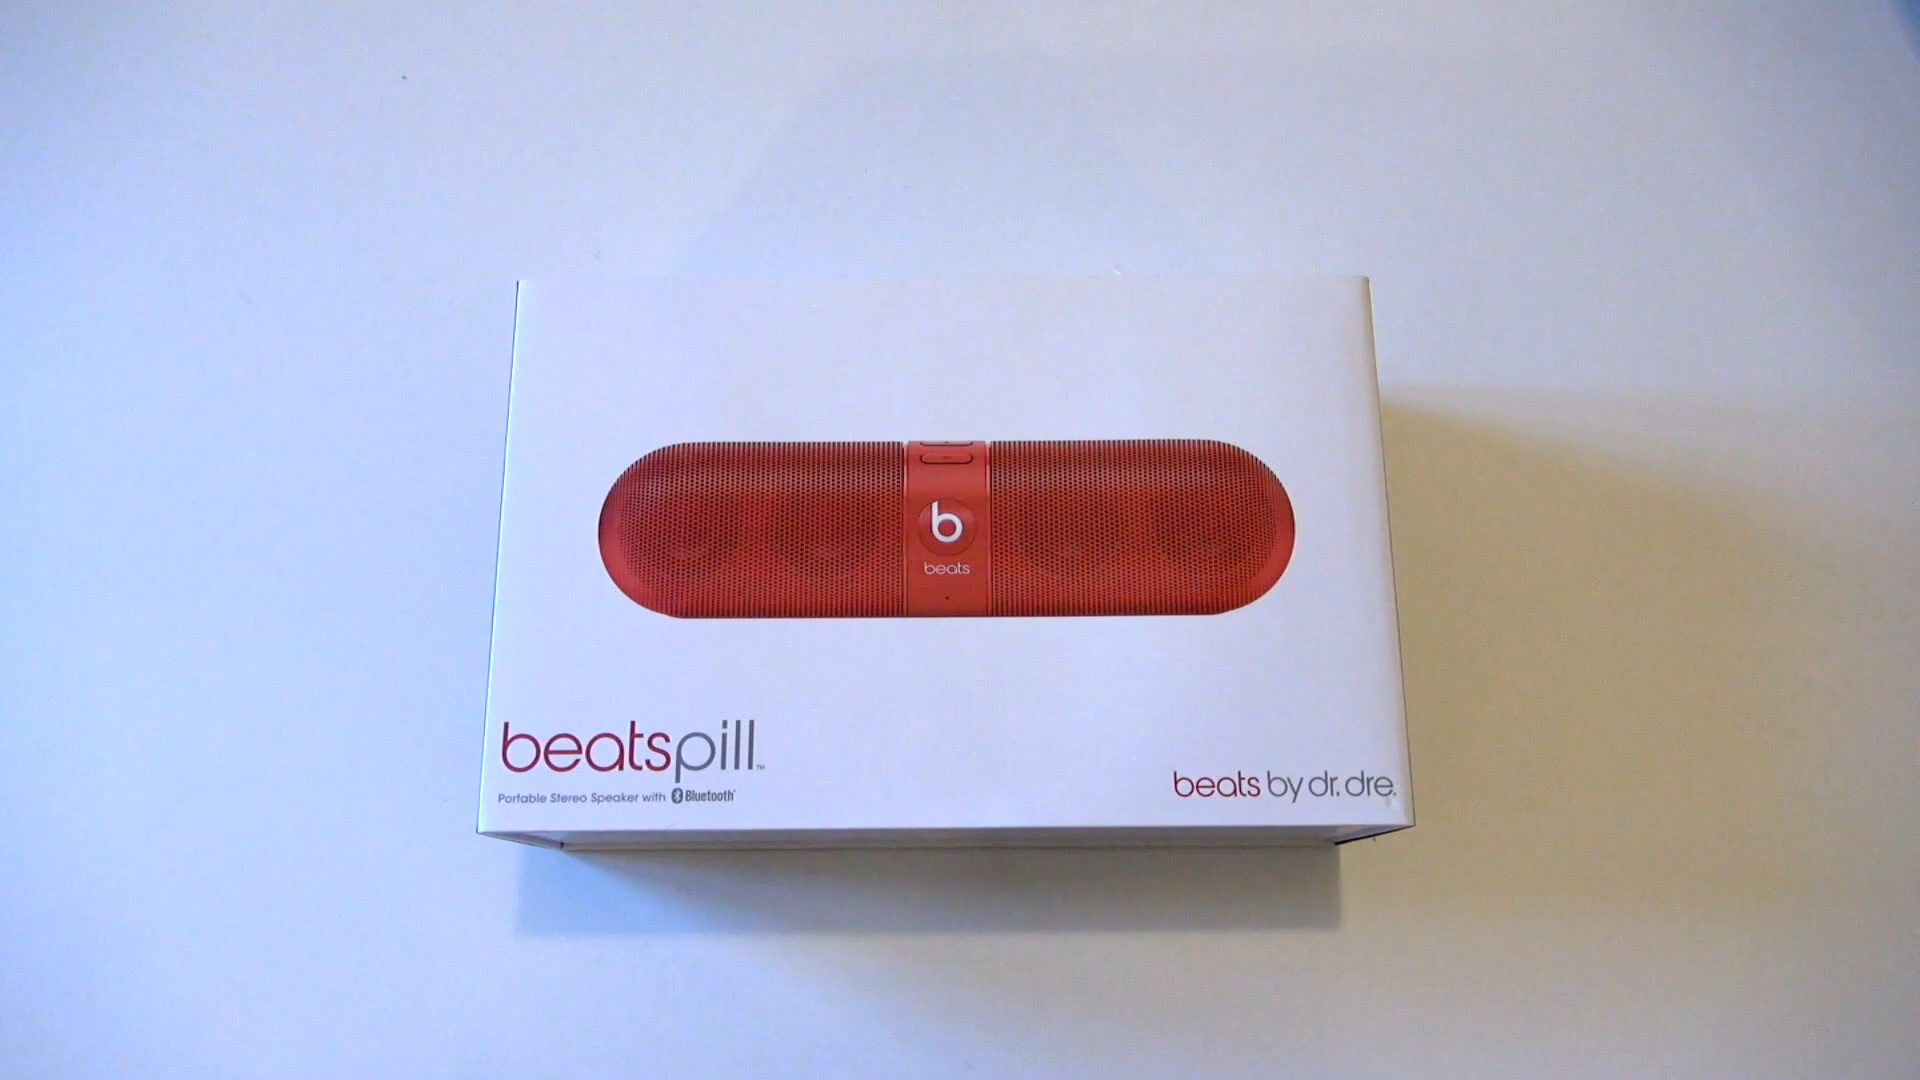 b
beats
beatspill™
Portable Stereo Speaker with Bluetooth®
beats by dr. dre.